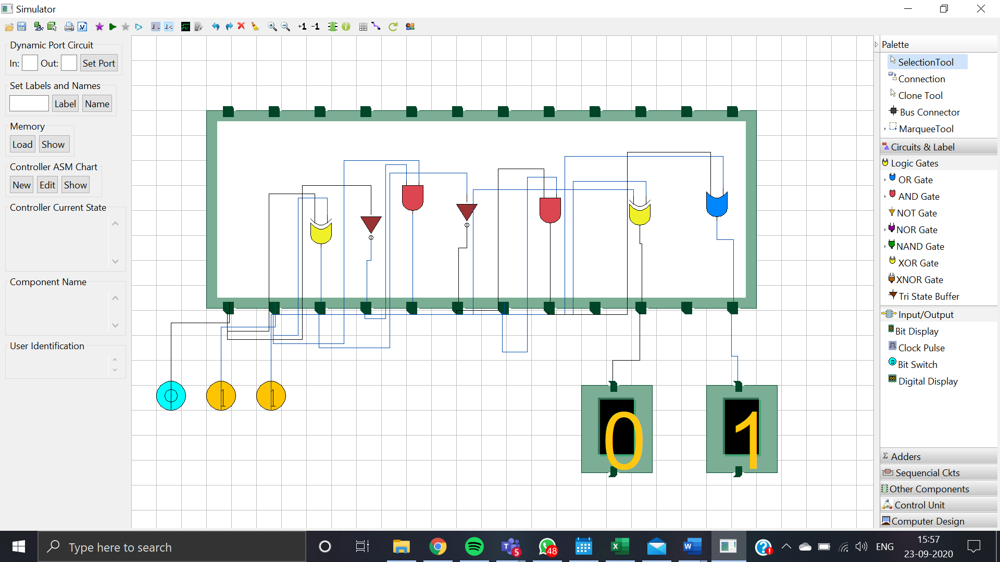 Simulator
+1 -1
Dynamic Port Circuit
In: Out: Set Port
Set Labels and Names
Label Name
Memory
Load Show
Controller ASM Chart
New Edit Show
Controller Current State
Component Name
User Identification
0 1 1
0 1
Palette
SelectionTool
Connection
Clone Tool
Bus Connector
MarqueeTool
Circuits & Label
Logic Gates
OR Gate
AND Gate
NOT Gate
NOR Gate
NAND Gate
XOR Gate
XNOR Gate
Tri State Buffer
Input/Output
Bit Display
Clock Pulse
Bit Switch
Digital Display
Adders
Sequencial Ckts
Other Components
Control Unit
Computer Design
Type here to search
5 48
ENG
15:57
23-09-2020